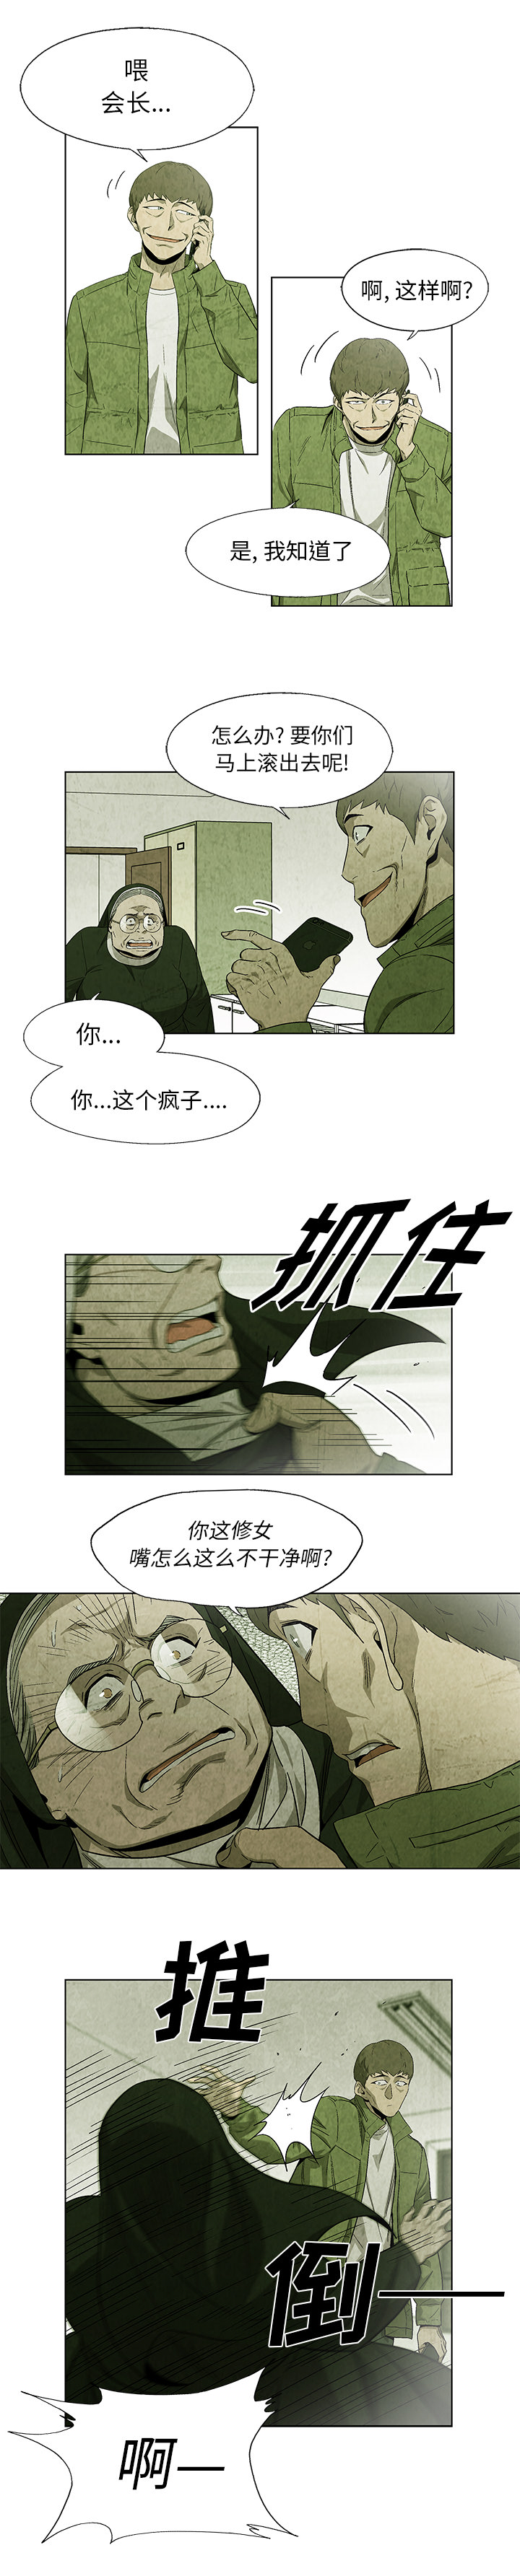 喂
会长...
啊, 这样啊?
是, 我知道了
怎么办? 要你们
马上滚出去呢!
你...
你...这个疯子....
抓住
你这修女
嘴怎么这么不干净啊?
推
倒—
啊—